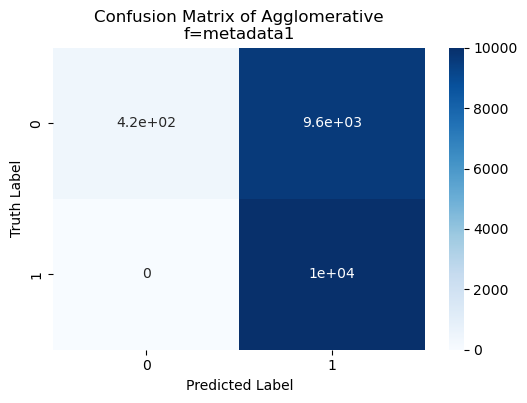 Confusion Matrix of Agglomerative
f=metadata1
10000
4.2e+02 9.6e+03
0
8000
Truth Label
6000
4000
0 1e+04
1
2000
0
0 1
Predicted Label